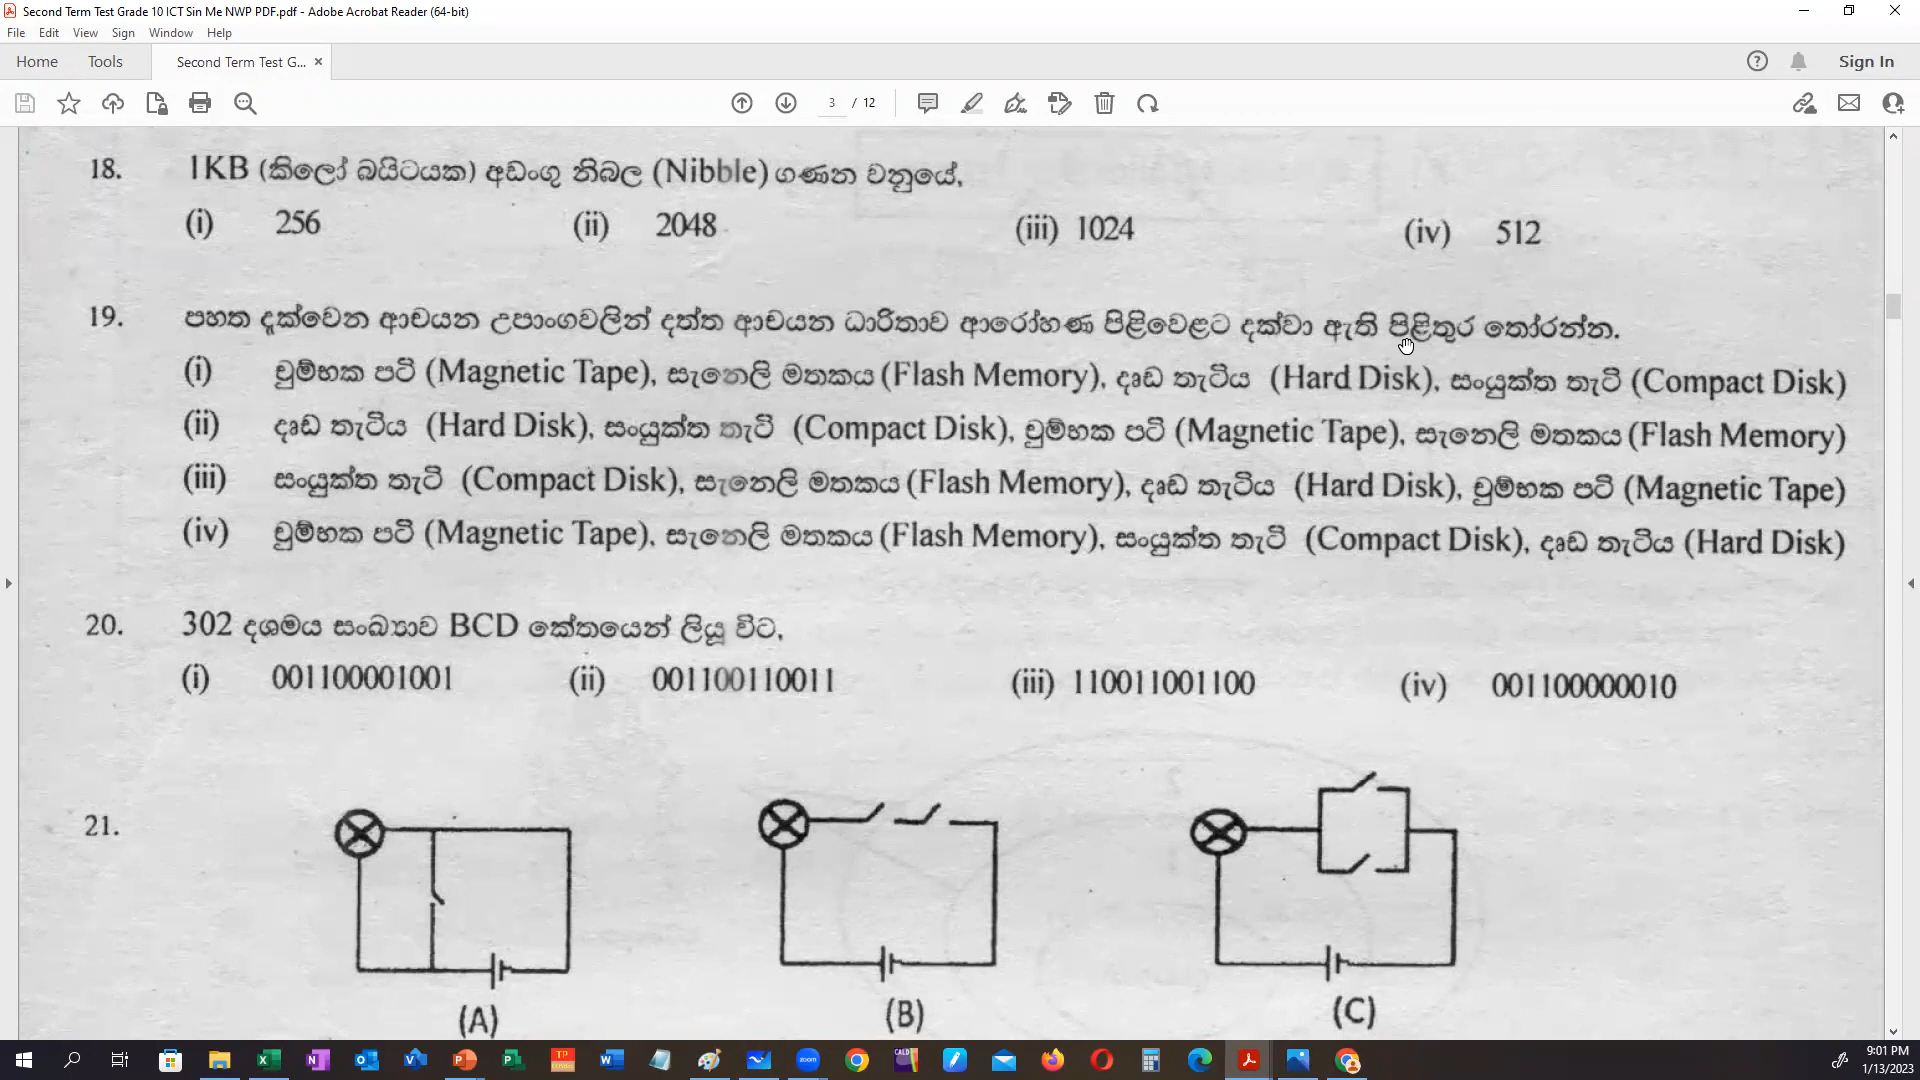 Second Term Test Grade 10 ICT Sin Me NWP PDF.pdf - Adobe Acrobat Reader (64-bit)
File Edit View Sign Window Help
Home Tools Second Term Test G... × Sign In
3 / 12
18. 1KB (කිලෝ බයිටයක) අඩංගු නිබල (Nibble) ගණන වනුයේ,
(i) 256 (ii) 2048 (iii) 1024 (iv) 512
19. පහත දැක්වෙන ආචයන උපාංගවලින් දත්ත ආචයන ධාරිතාව ආරෝහණ පිළිවෙළට දක්වා ඇති පිළිතුර තෝරන්න.
(i) චුම්භක පටි (Magnetic Tape), සැනෙලි මතකය (Flash Memory), දෘඩ තැටිය (Hard Disk), සංයුක්ත තැටි (Compact Disk)
(ii) දෘඩ තැටිය (Hard Disk), සංයුක්ත තැටි (Compact Disk), චුම්භක පටි (Magnetic Tape), සැනෙලි මතකය (Flash Memory)
(iii) සංයුක්ත තැටි (Compact Disk), සැනෙලි මතකය (Flash Memory), දෘඩ තැටිය (Hard Disk), චුම්භක පටි (Magnetic Tape)
(iv) චුම්භක පටි (Magnetic Tape), සැනෙලි මතකය (Flash Memory), සංයුක්ත තැටි (Compact Disk), දෘඩ තැටිය (Hard Disk)
20. 302 දශමය සංඛ්‍යාව BCD කේතයෙන් ලියූ විට,
(i) 001100001001 (ii) 001100110011 (iii) 110011001100 (iv) 001100000010
21.
(A) (B) (C)
9:01 PM
1/13/2023